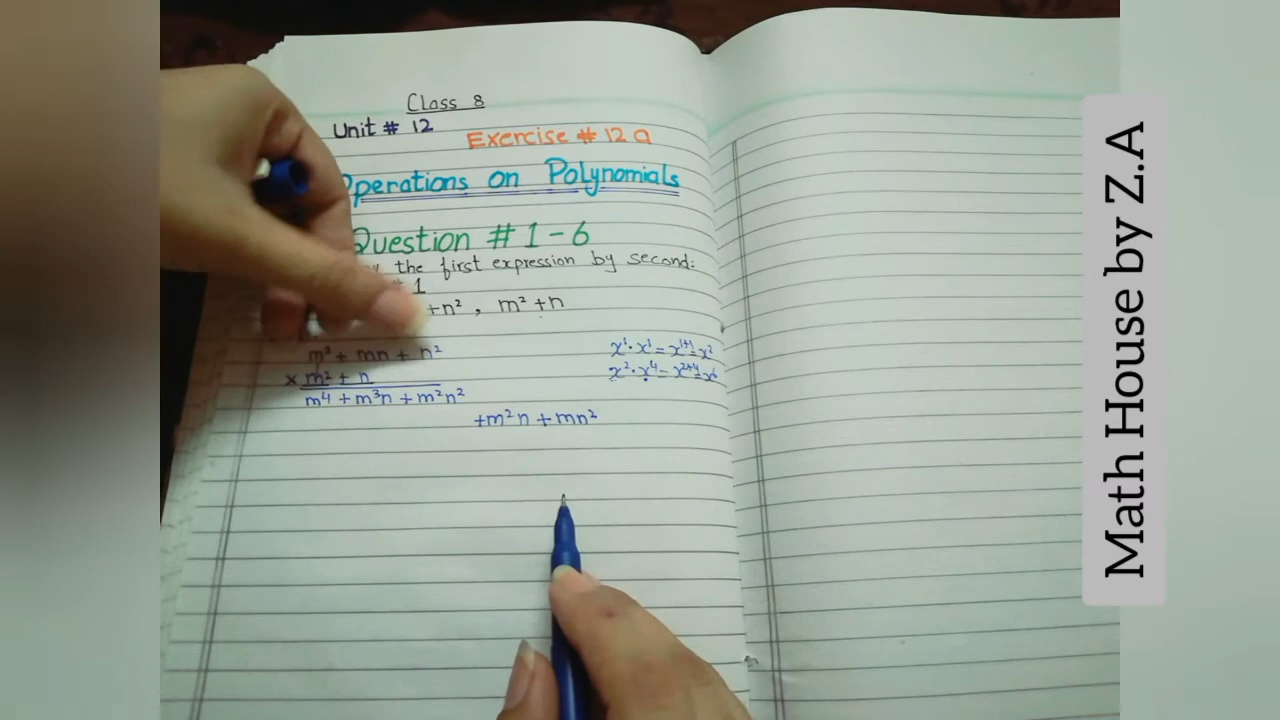 Class 8
Unit # 12
Exercise # 12a
Operations on Polynomials
Question # 1-6
the first expression by second:
1
+n² , m² + n
m² + mn + n²
x m² + n
m⁴ + m³n + m²n²
+m²n + mn²
x¹· x¹ = x¹⁺¹ = x²
x² · x⁴ = x²⁺⁴ = x⁶
Math House by Z.A